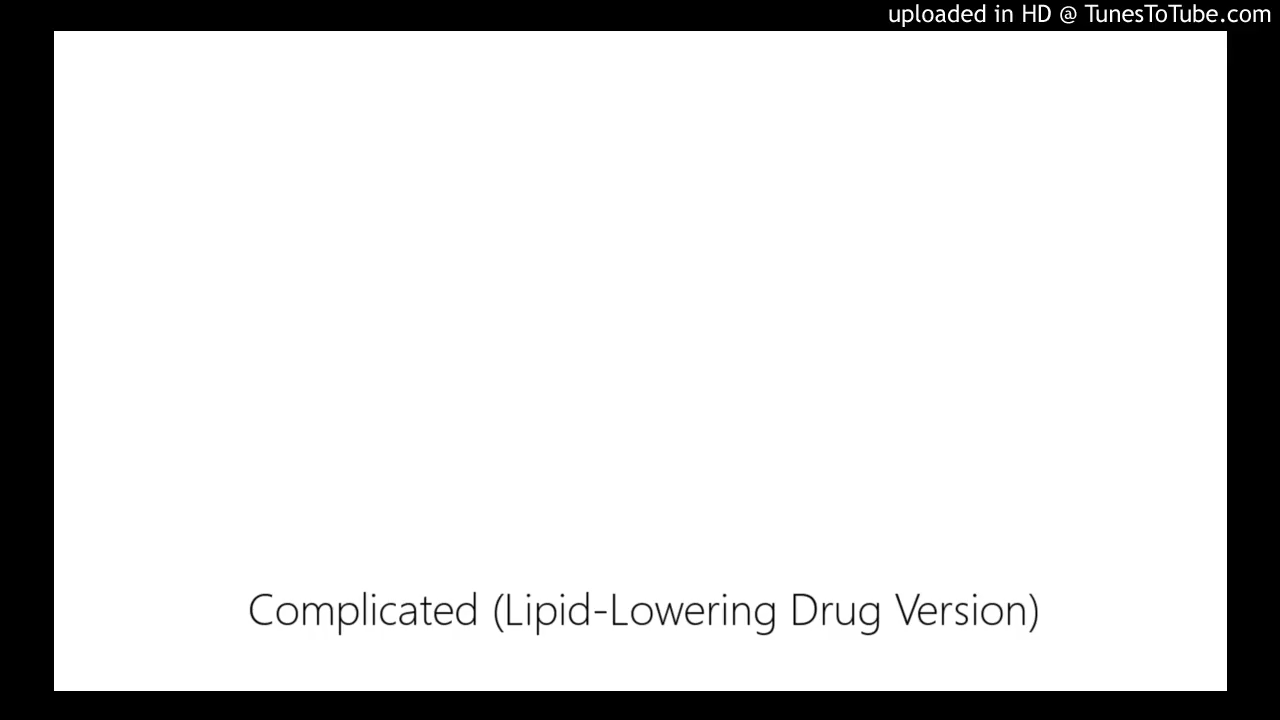 uploaded in HD @ TunesToTube.com
Complicated (Lipid-Lowering Drug Version)